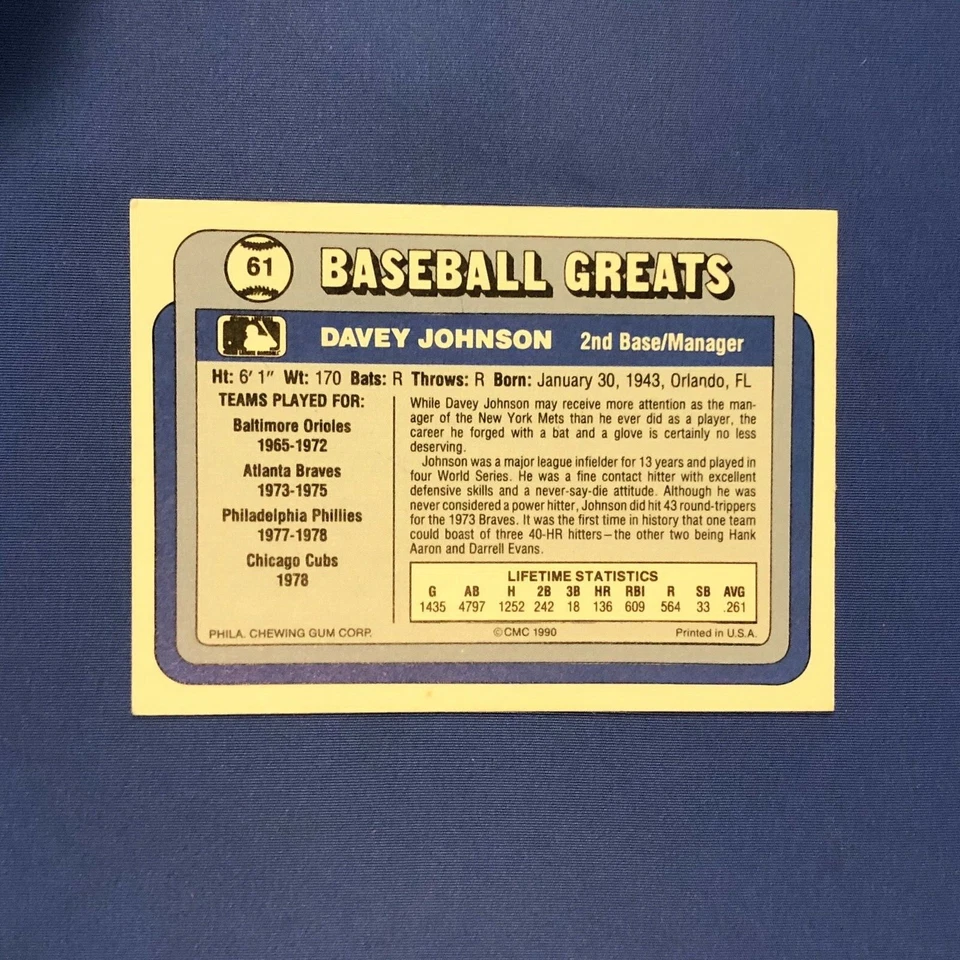 61
BASEBALL GREATS
DAVEY JOHNSON 2nd Base/Manager
Ht: 6' 1" Wt: 170 Bats: R Throws: R Born: January 30, 1943, Orlando, FL
TEAMS PLAYED FOR:
Baltimore Orioles
1965-1972
Atlanta Braves
1973-1975
Philadelphia Phillies
1977-1978
Chicago Cubs
1978
While Davey Johnson may receive more attention as the man-
ager of the New York Mets than he ever did as a player, the
career he forged with a bat and a glove is certainly no less
deserving.
Johnson was a major league infielder for 13 years and played in
four World Series. He was a fine contact hitter with excellent
defensive skills and a never-say-die attitude. Although he was
never considered a power hitter, Johnson did hit 43 round-trippers
for the 1973 Braves. It was the first time in history that one team
could boast of three 40-HR hitters—the other two being Hank
Aaron and Darrell Evans.
LIFETIME STATISTICS
G AB H 2B 3B HR RBI R SB AVG
1435 4797 1252 242 18 136 609 564 33 .261
PHILA. CHEWING GUM CORP. ©CMC 1990 Printed in U.S.A.